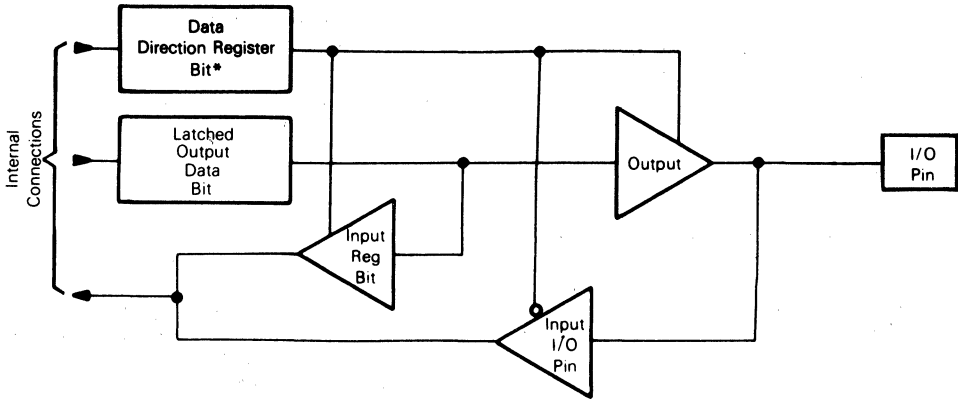 Data
Direction Register
Bit*
Internal
Connections
Latched
Output
Data
Bit
Output
I/O
Pin
Input
Reg
Bit
Input
I/O
Pin